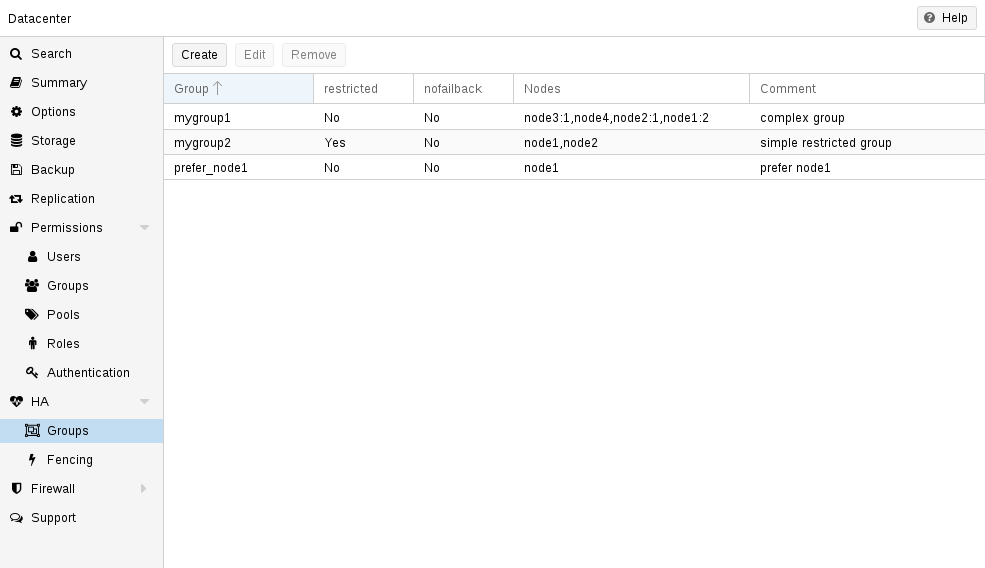 Datacenter
Help
Search
Summary
Options
Storage
Backup
Replication
Permissions
Users
Groups
Pools
Roles
Authentication
HA
Groups
Fencing
Firewall
Support
Create Edit Remove
Group restricted nofailback Nodes Comment
mygroup1 No No node3:1,node4,node2:1,node1:2 complex group
mygroup2 Yes No node1,node2 simple restricted group
prefer_node1 No No node1 prefer node1